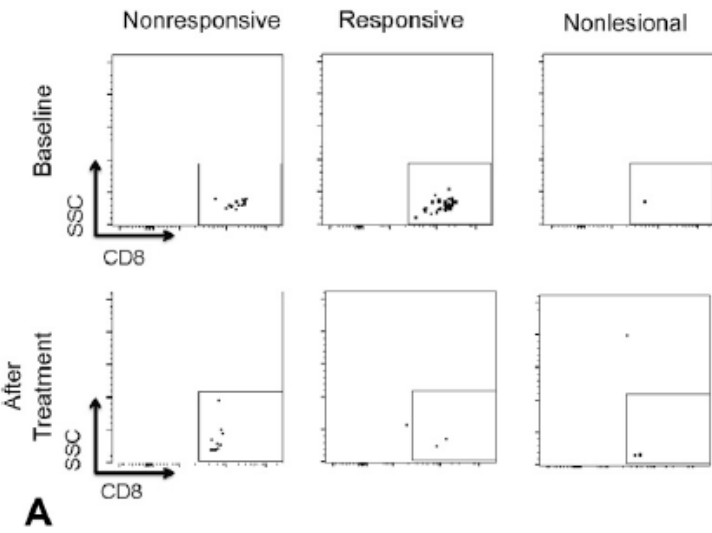 Nonresponsive Responsive Nonlesional
Baseline
SSC
CD8
After
Treatment
SSC
CD8
A